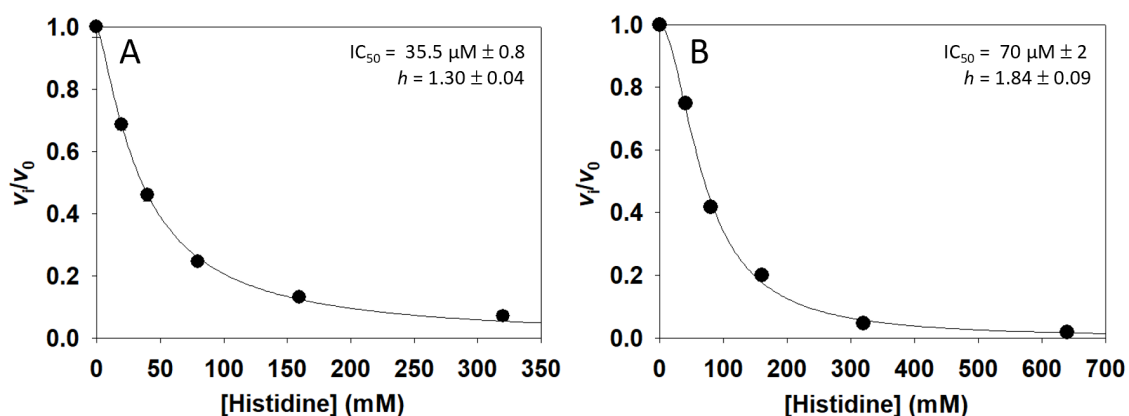 A
IC50 = 35.5 µM ± 0.8
h = 1.30 ± 0.04
1.0
0.8
0.6
0.4
0.2
0.0
vi/v0
0 50 100 150 200 250 300 350
[Histidine] (mM)
B
IC50 = 70 µM ± 2
h = 1.84 ± 0.09
1.0
0.8
0.6
0.4
0.2
0.0
vi/v0
0 100 200 300 400 500 600 700
[Histidine] (mM)